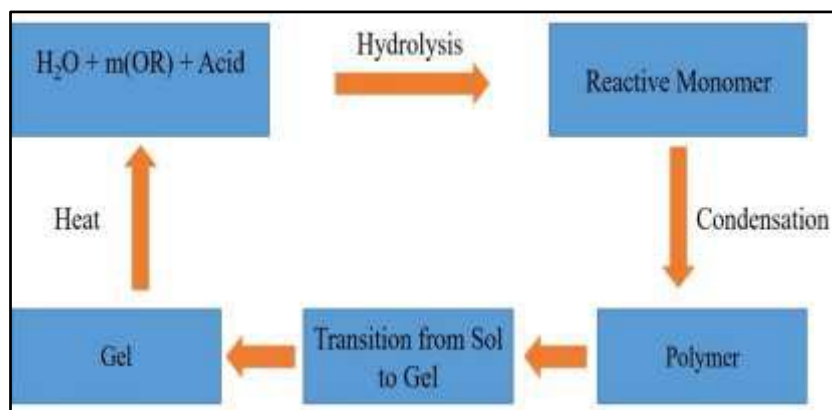 H₂O + m(OR) + Acid
Hydrolysis
Reactive Monomer
Heat
Condensation
Gel
Transition from Sol
to Gel
Polymer